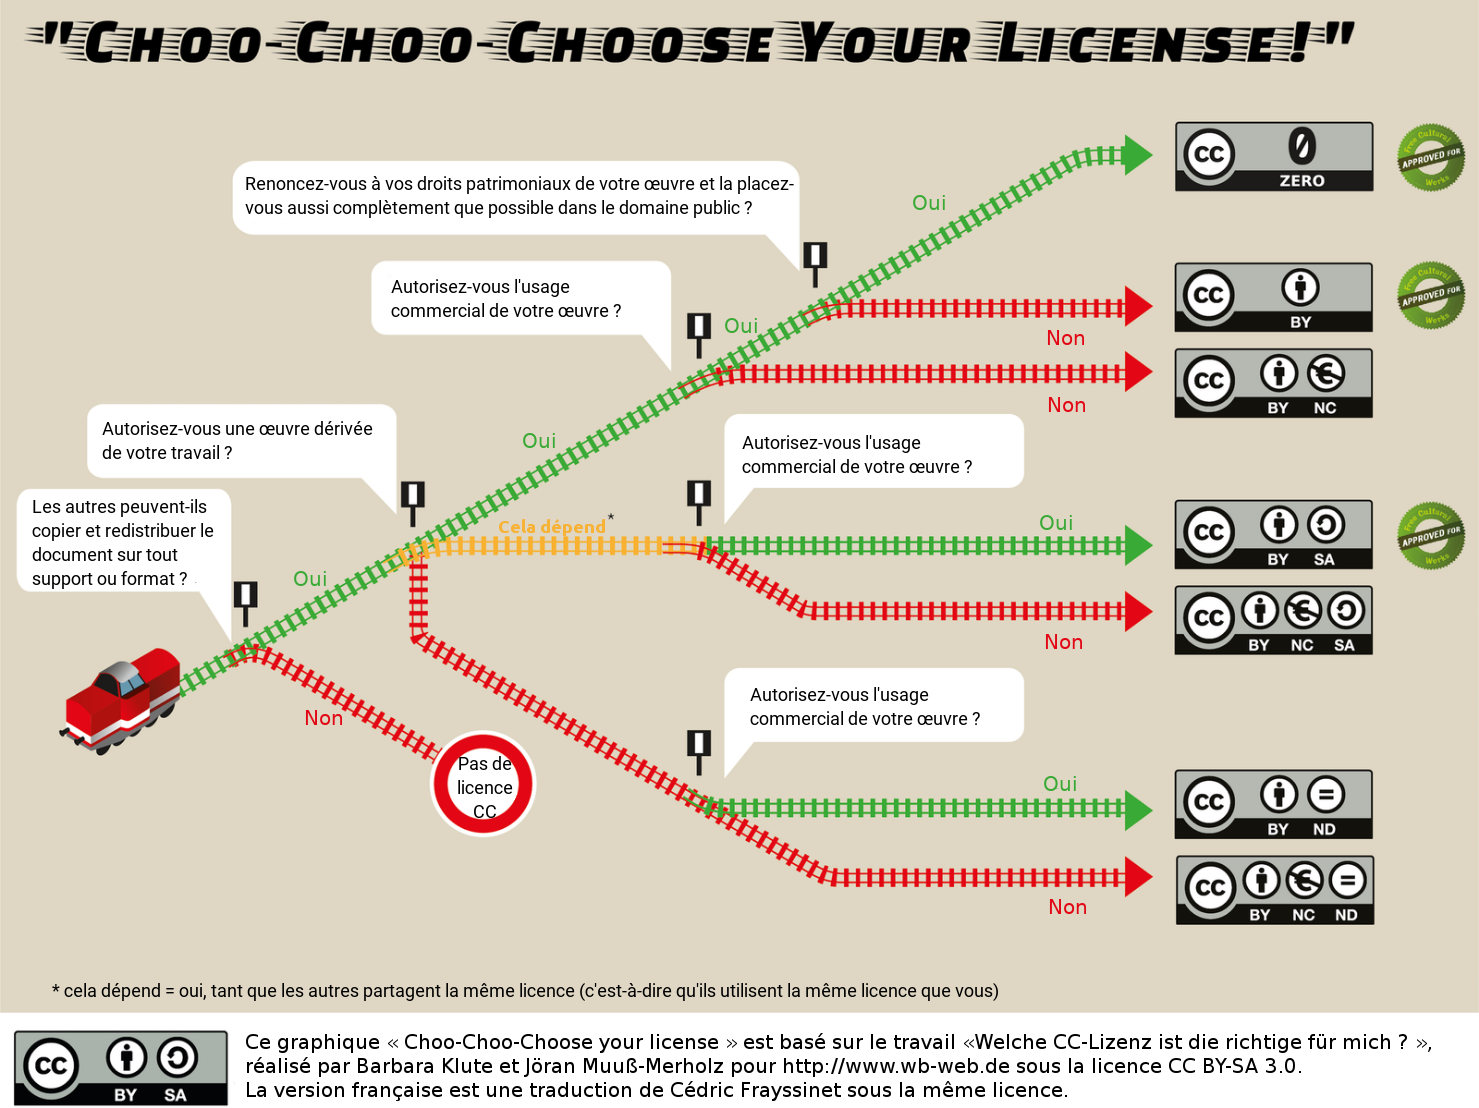 "Choo-Choo-Choose Your License!"
Renoncez-vous à vos droits patrimoniaux de votre œuvre et la placez-
vous aussi complètement que possible dans le domaine public ?
Oui
CC
0
ZERO
Free Cultural
APPROVED FOR
Works
Autorisez-vous l'usage
commercial de votre œuvre ?
Oui
Non
CC
BY
Free Cultural
APPROVED FOR
Works
Non
CC
BY NC
Autorisez-vous une œuvre dérivée
de votre travail ?
Oui
Autorisez-vous l'usage
commercial de votre œuvre ?
Les autres peuvent-ils
copier et redistribuer le
document sur tout
support ou format ?
Oui
Cela dépend*
Oui
CC
BY SA
Free Cultural
APPROVED FOR
Works
Non
CC
BY NC SA
Non
Pas de
licence
CC
Autorisez-vous l'usage
commercial de votre œuvre ?
Oui
CC
BY ND
Non
CC
BY NC ND
* cela dépend = oui, tant que les autres partagent la même licence (c'est-à-dire qu'ils utilisent la même licence que vous)
CC
BY SA
Ce graphique « Choo-Choo-Choose your license » est basé sur le travail «Welche CC-Lizenz ist die richtige für mich ? »,
réalisé par Barbara Klute et Jöran Muuß-Merholz pour http://www.wb-web.de sous la licence CC BY-SA 3.0.
La version française est une traduction de Cédric Frayssinet sous la même licence.